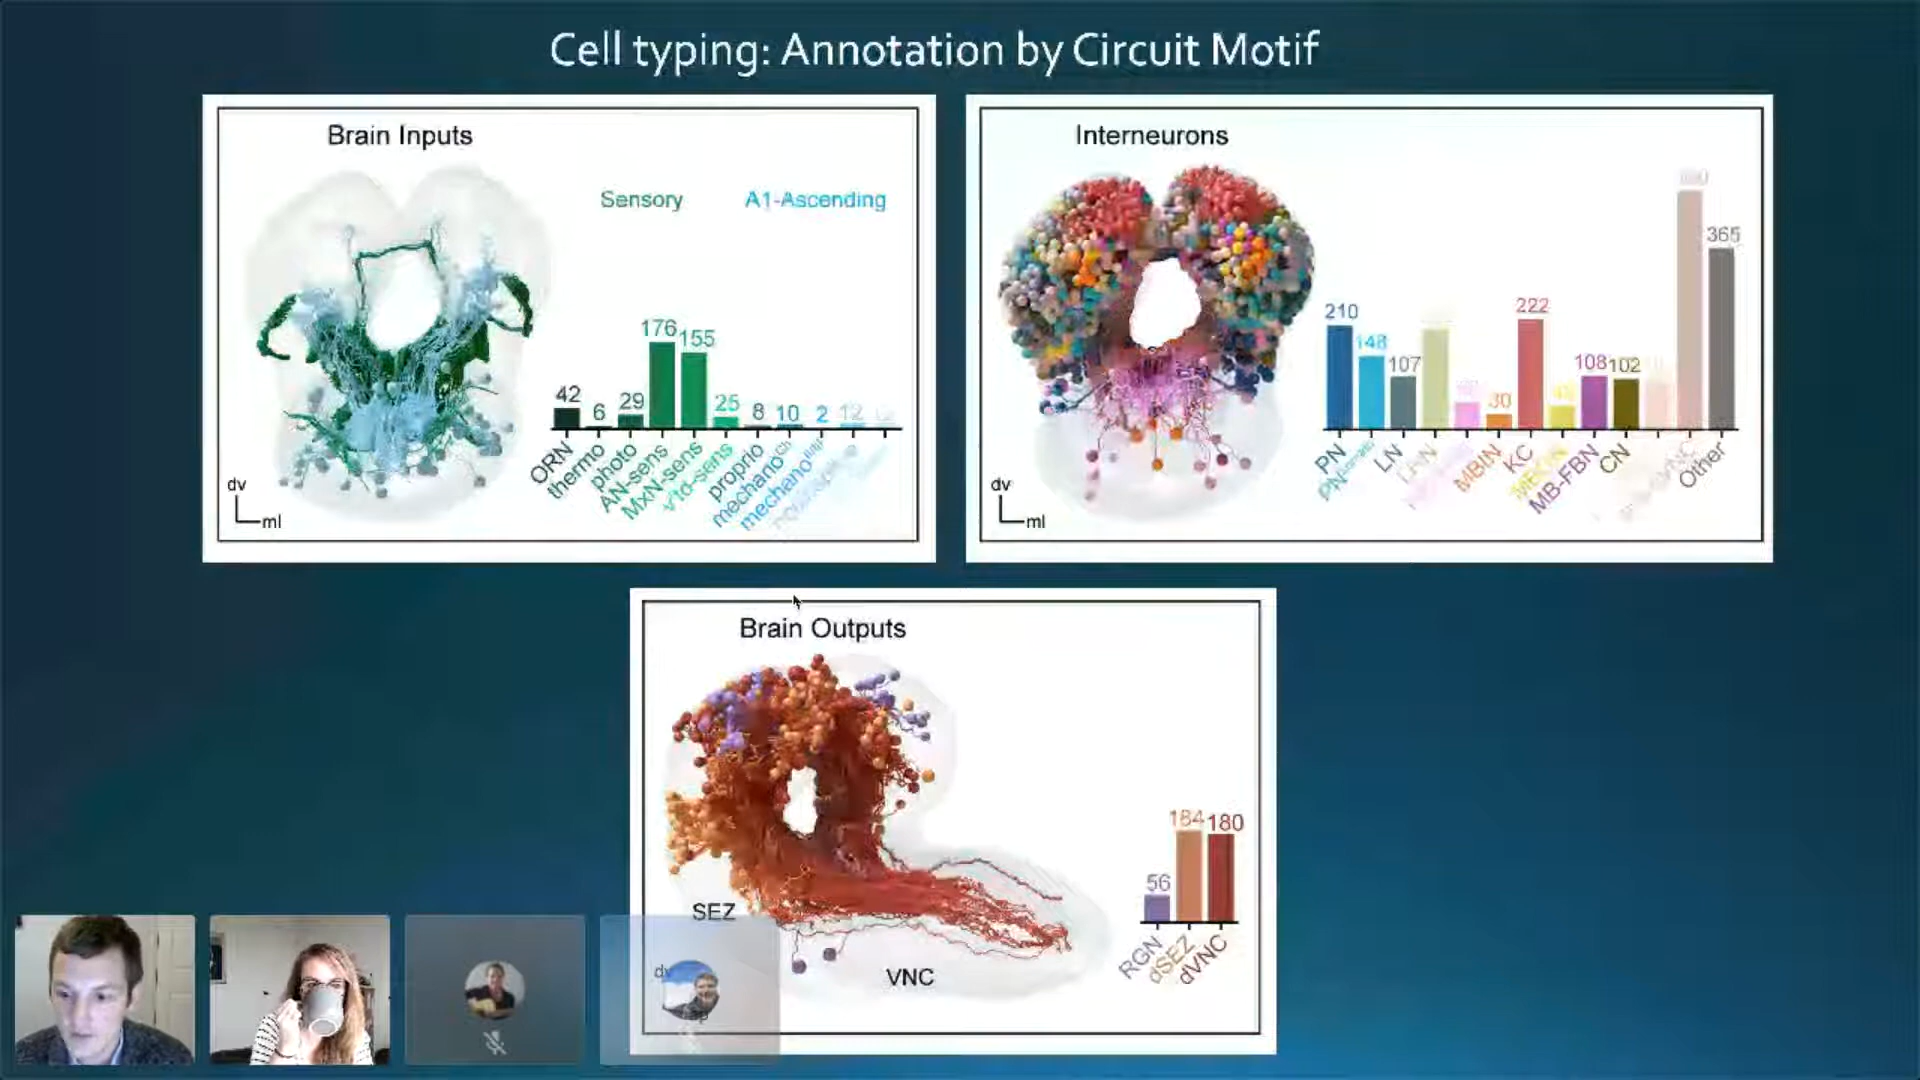 Cell typing: Annotation by Circuit Motif
Brain Inputs
Sensory
A1-Ascending
42
6
29
176
155
25
8
10
2
12
ORN
thermo
photo
AN-sens
MxN-sens
vtd-sens
proprio
mechano
mechano
dv
ml
Interneurons
210
148
107
30
222
108
102
365
PN
LN
MBIN
KC
MB-FBN
CN
Other
dv
ml
Brain Outputs
SEZ
VNC
56
184
180
RGN
dSEZ
dVNC
dv